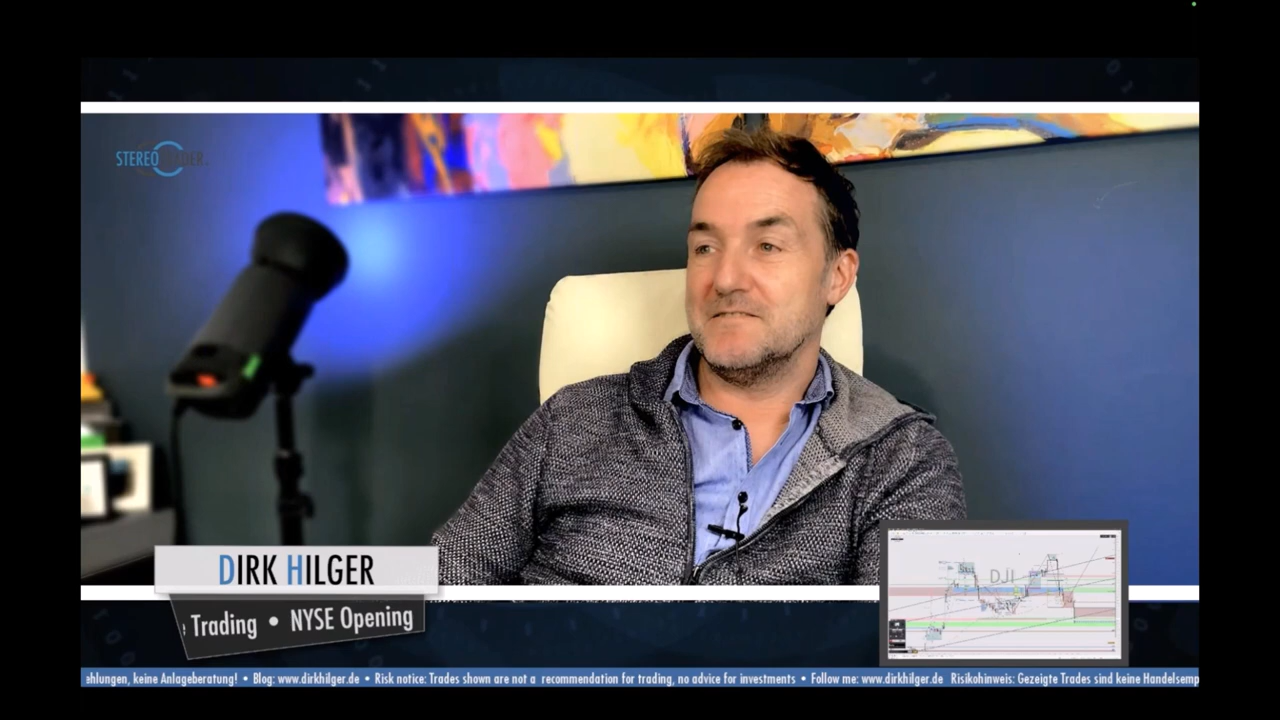 STEREOTRADER
DIRK HILGER
Trading • NYSE Opening
DJI
ahlungen, keine Anlageberatung! • Blog: www.dirkhilger.de • Risk notice: Trades shown are not a recommendation for trading, no advice for investments • Follow me: www.dirkhilger.de Risikohinweis: Gezeigte Trades sind keine Handelsemp